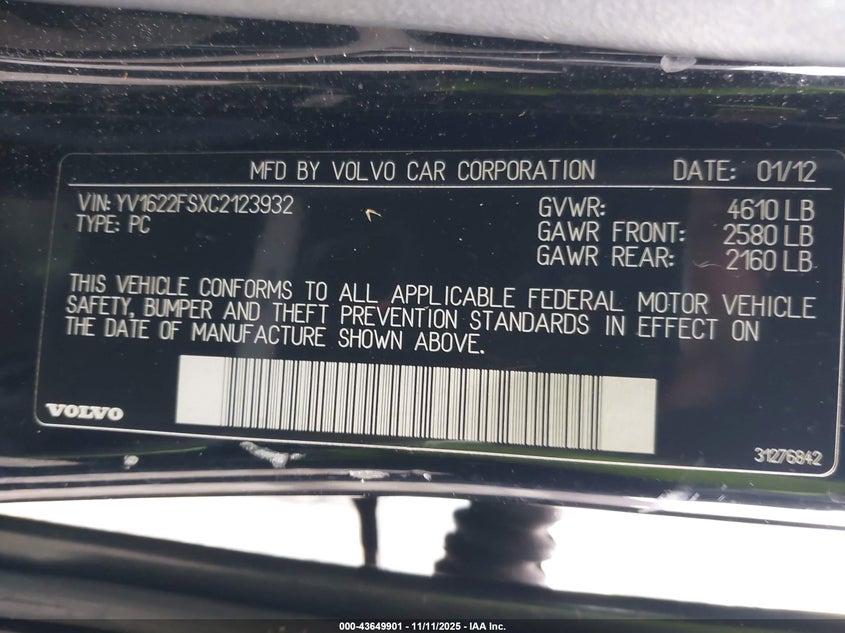 MFD BY VOLVO CAR CORPORATION DATE: 01/12
VIN: YV1622FSXC2123932
TYPE: PC
GVWR: 4610 LB
GAWR FRONT: 2580 LB
GAWR REAR: 2160 LB
THIS VEHICLE CONFORMS TO ALL APPLICABLE FEDERAL MOTOR VEHICLE
SAFETY, BUMPER AND THEFT PREVENTION STANDARDS IN EFFECT ON
THE DATE OF MANUFACTURE SHOWN ABOVE.
VOLVO
31276842
000-43649901 - 11/11/2025 - IAA Inc.